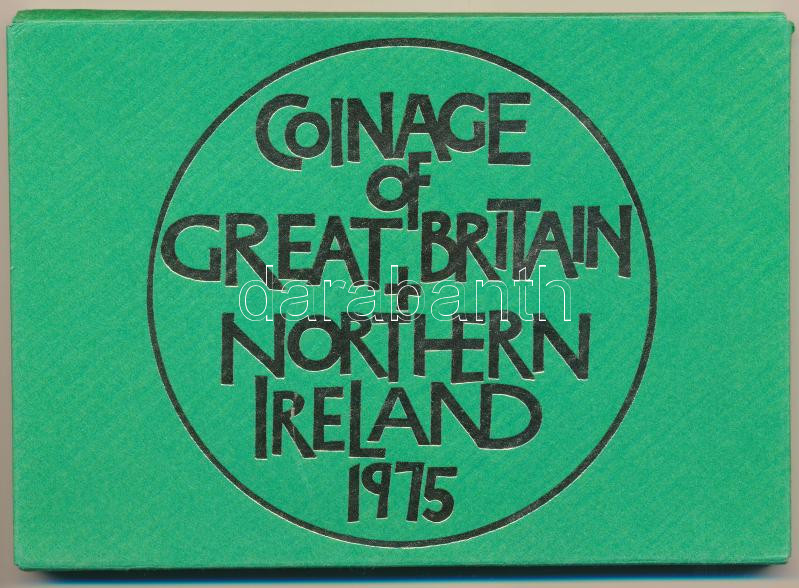 COINAGE
OF
GREAT BRITAIN
+
NORTHERN
IRELAND
1975
darabanth